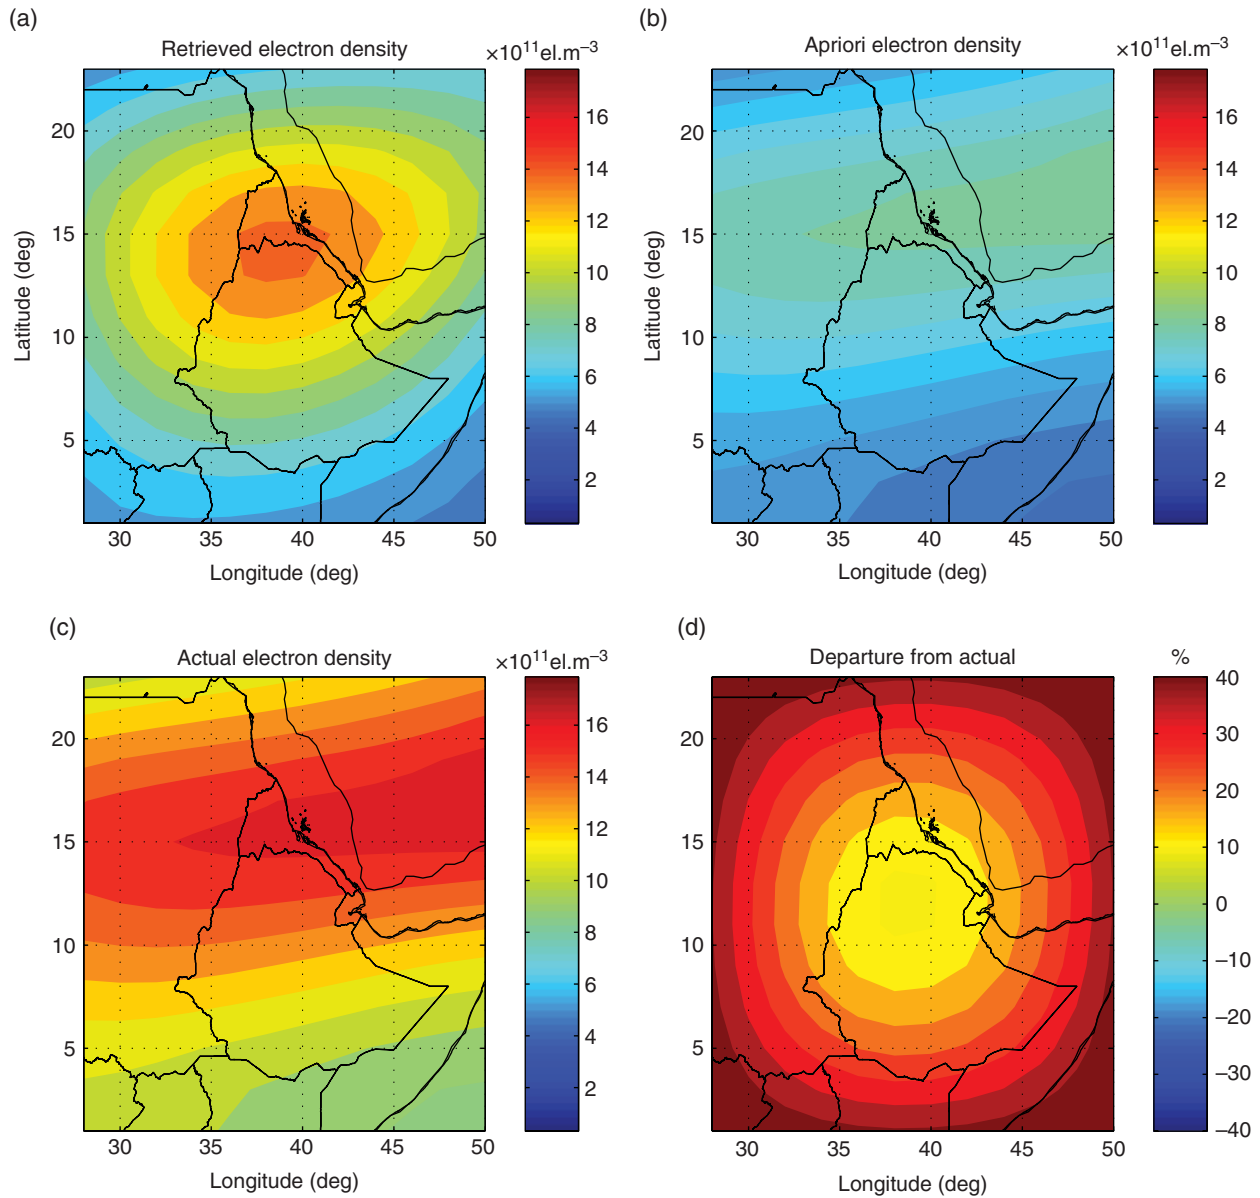 (a)
Retrieved electron density
×10¹¹el.m⁻³
20
15
10
5
30 35 40 45 50
16
14
12
10
8
6
4
2
Latitude (deg)
Longitude (deg)
(b)
Apriori electron density
×10¹¹el.m⁻³
20
15
10
5
30 35 40 45 50
16
14
12
10
8
6
4
2
Latitude (deg)
Longitude (deg)
(c)
Actual electron density
×10¹¹el.m⁻³
20
15
10
5
30 35 40 45 50
16
14
12
10
8
6
4
2
Longitude (deg)
(d)
Departure from actual
%
20
15
10
5
30 35 40 45 50
40
30
20
10
0
−10
−20
−30
−40
Longitude (deg)